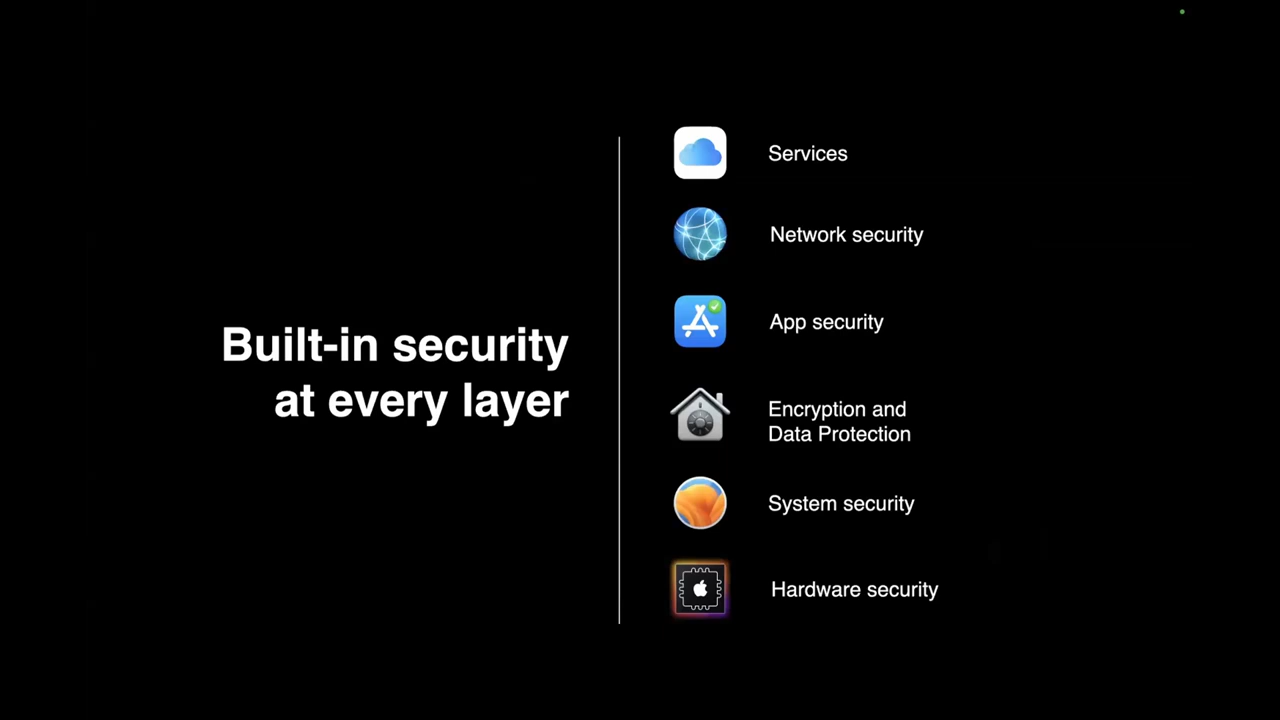 Built-in security
at every layer
Services
Network security
App security
Encryption and
Data Protection
System security
Hardware security